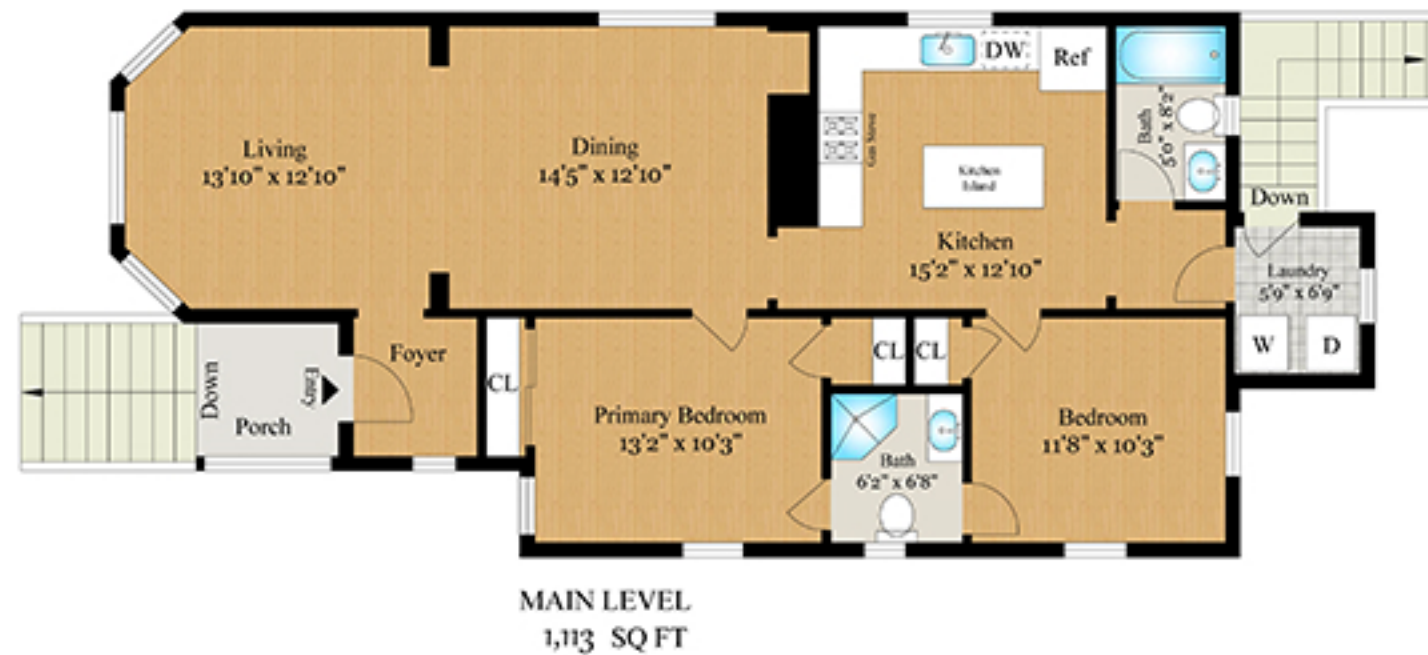 Living
13'10" x 12'10"
Dining
14'5" x 12'10"
DW
Ref
Gas Stove
Kitchen
Island
Kitchen
15'2" x 12'10"
Bath
5'0" x 8'2"
Down
Laundry
5'9" x 6'9"
W
D
Down
Porch
Entry
Foyer
CL
Primary Bedroom
13'2" x 10'3"
CL
CL
Bath
6'2" x 6'8"
Bedroom
11'8" x 10'3"
MAIN LEVEL
1,113 SQ FT